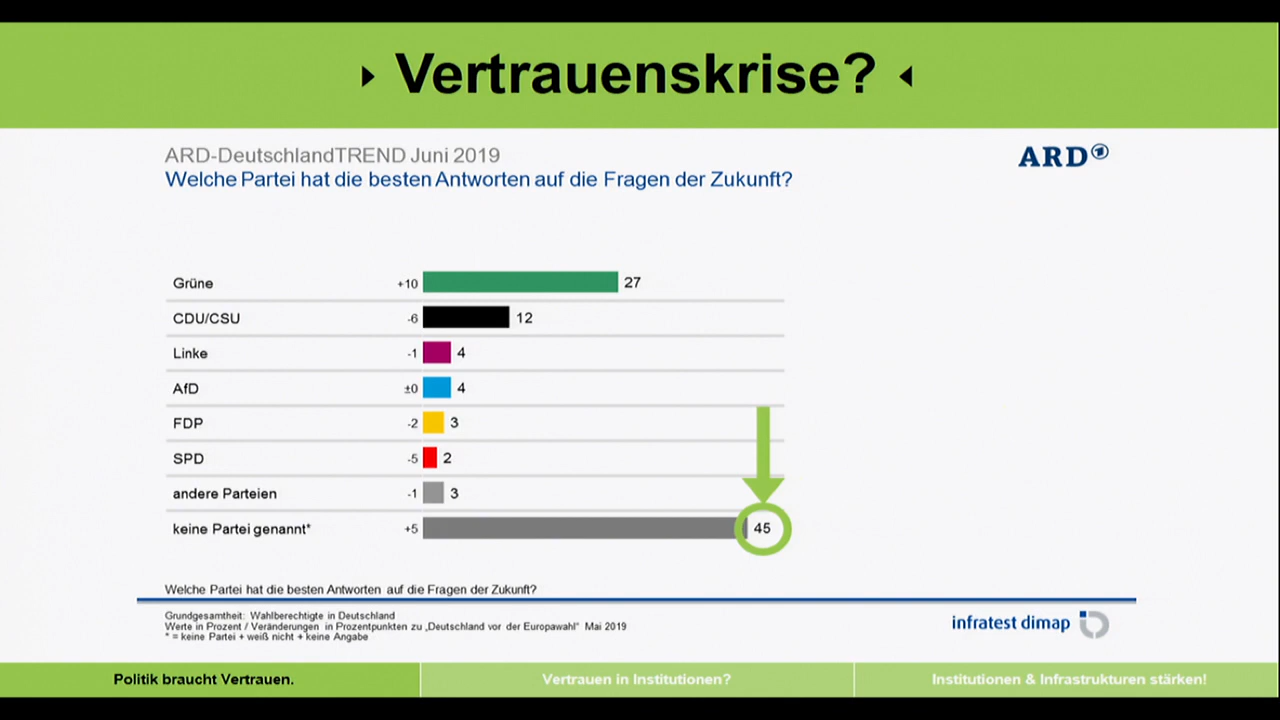 Vertrauenskrise?
ARD-DeutschlandTREND Juni 2019
ARD
Welche Partei hat die besten Antworten auf die Fragen der Zukunft?
Grüne +10 27
CDU/CSU -6 12
Linke -1 4
AfD ±0 4
FDP -2 3
SPD -5 2
andere Parteien -1 3
keine Partei genannt* +5 45
Welche Partei hat die besten Antworten auf die Fragen der Zukunft?
Grundgesamtheit: Wahlberechtigte in Deutschland
Werte in Prozent / Veränderungen in Prozentpunkten zu „Deutschland vor der Europawahl" Mai 2019
* = keine Partei + weiß nicht + keine Angabe
infratest dimap
Politik braucht Vertrauen.
Vertrauen in Institutionen?
Institutionen & Infrastrukturen stärken!